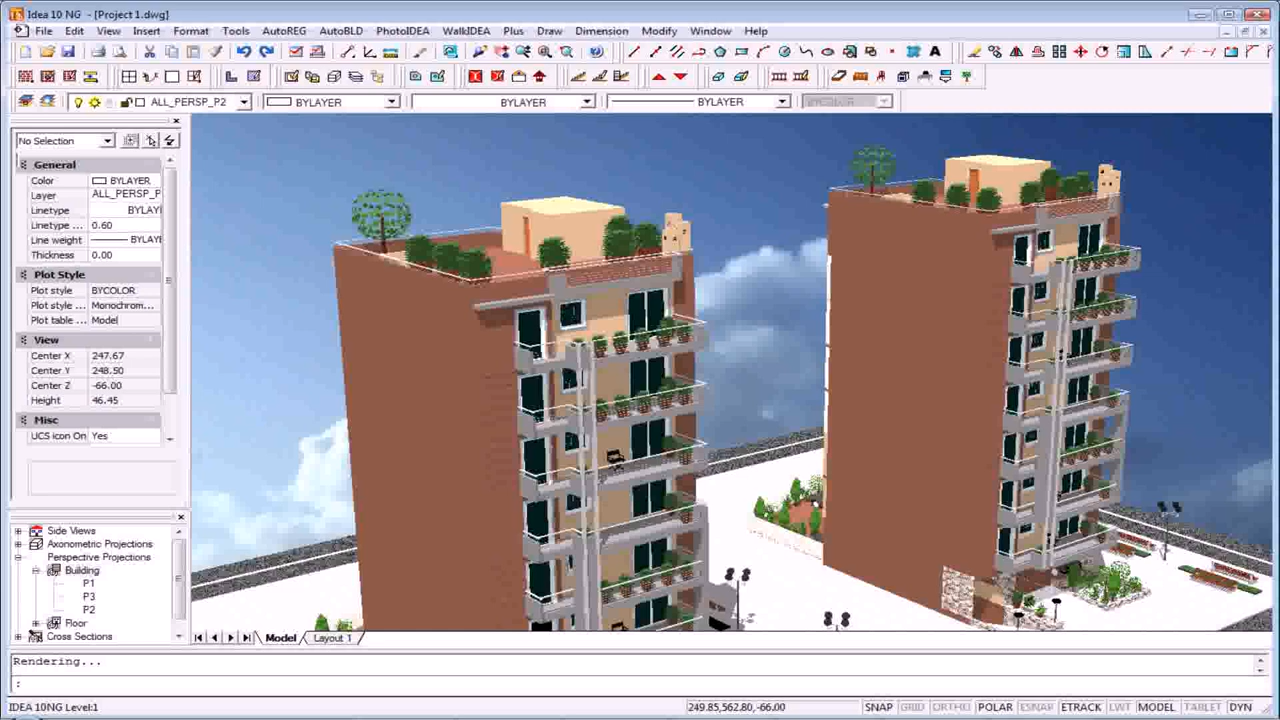 Idea 10 NG - [Project 1.dwg]
File Edit View Insert Format Tools AutoREG AutoBLD PhotoIDEA WalkIDEA Plus Draw Dimension Modify Window Help
ALL_PERSP_P2 BYLAYER BYLAYER BYLAYER BYCOLOR
No Selection
General
Color BYLAYER
Layer ALL_PERSP_P
Linetype BYLAYI
Linetype ... 0.60
Line weight BYLAYE
Thickness 0.00
Plot Style
Plot style BYCOLOR
Plot style ... Monochrom...
Plot table ... Model
View
Center X 247.67
Center Y 248.50
Center Z -66.00
Height 46.45
Misc
UCS icon On Yes
Side Views
Axonometric Projections
Perspective Projections
Building
P1
P3
P2
Floor
Cross Sections
Model Layout 1
Rendering...
:
IDEA 10NG Level:1 249.85,562.80,-66.00 SNAP GRID ORTHO POLAR ESNAP ETRACK LWT MODEL TABLET DYN